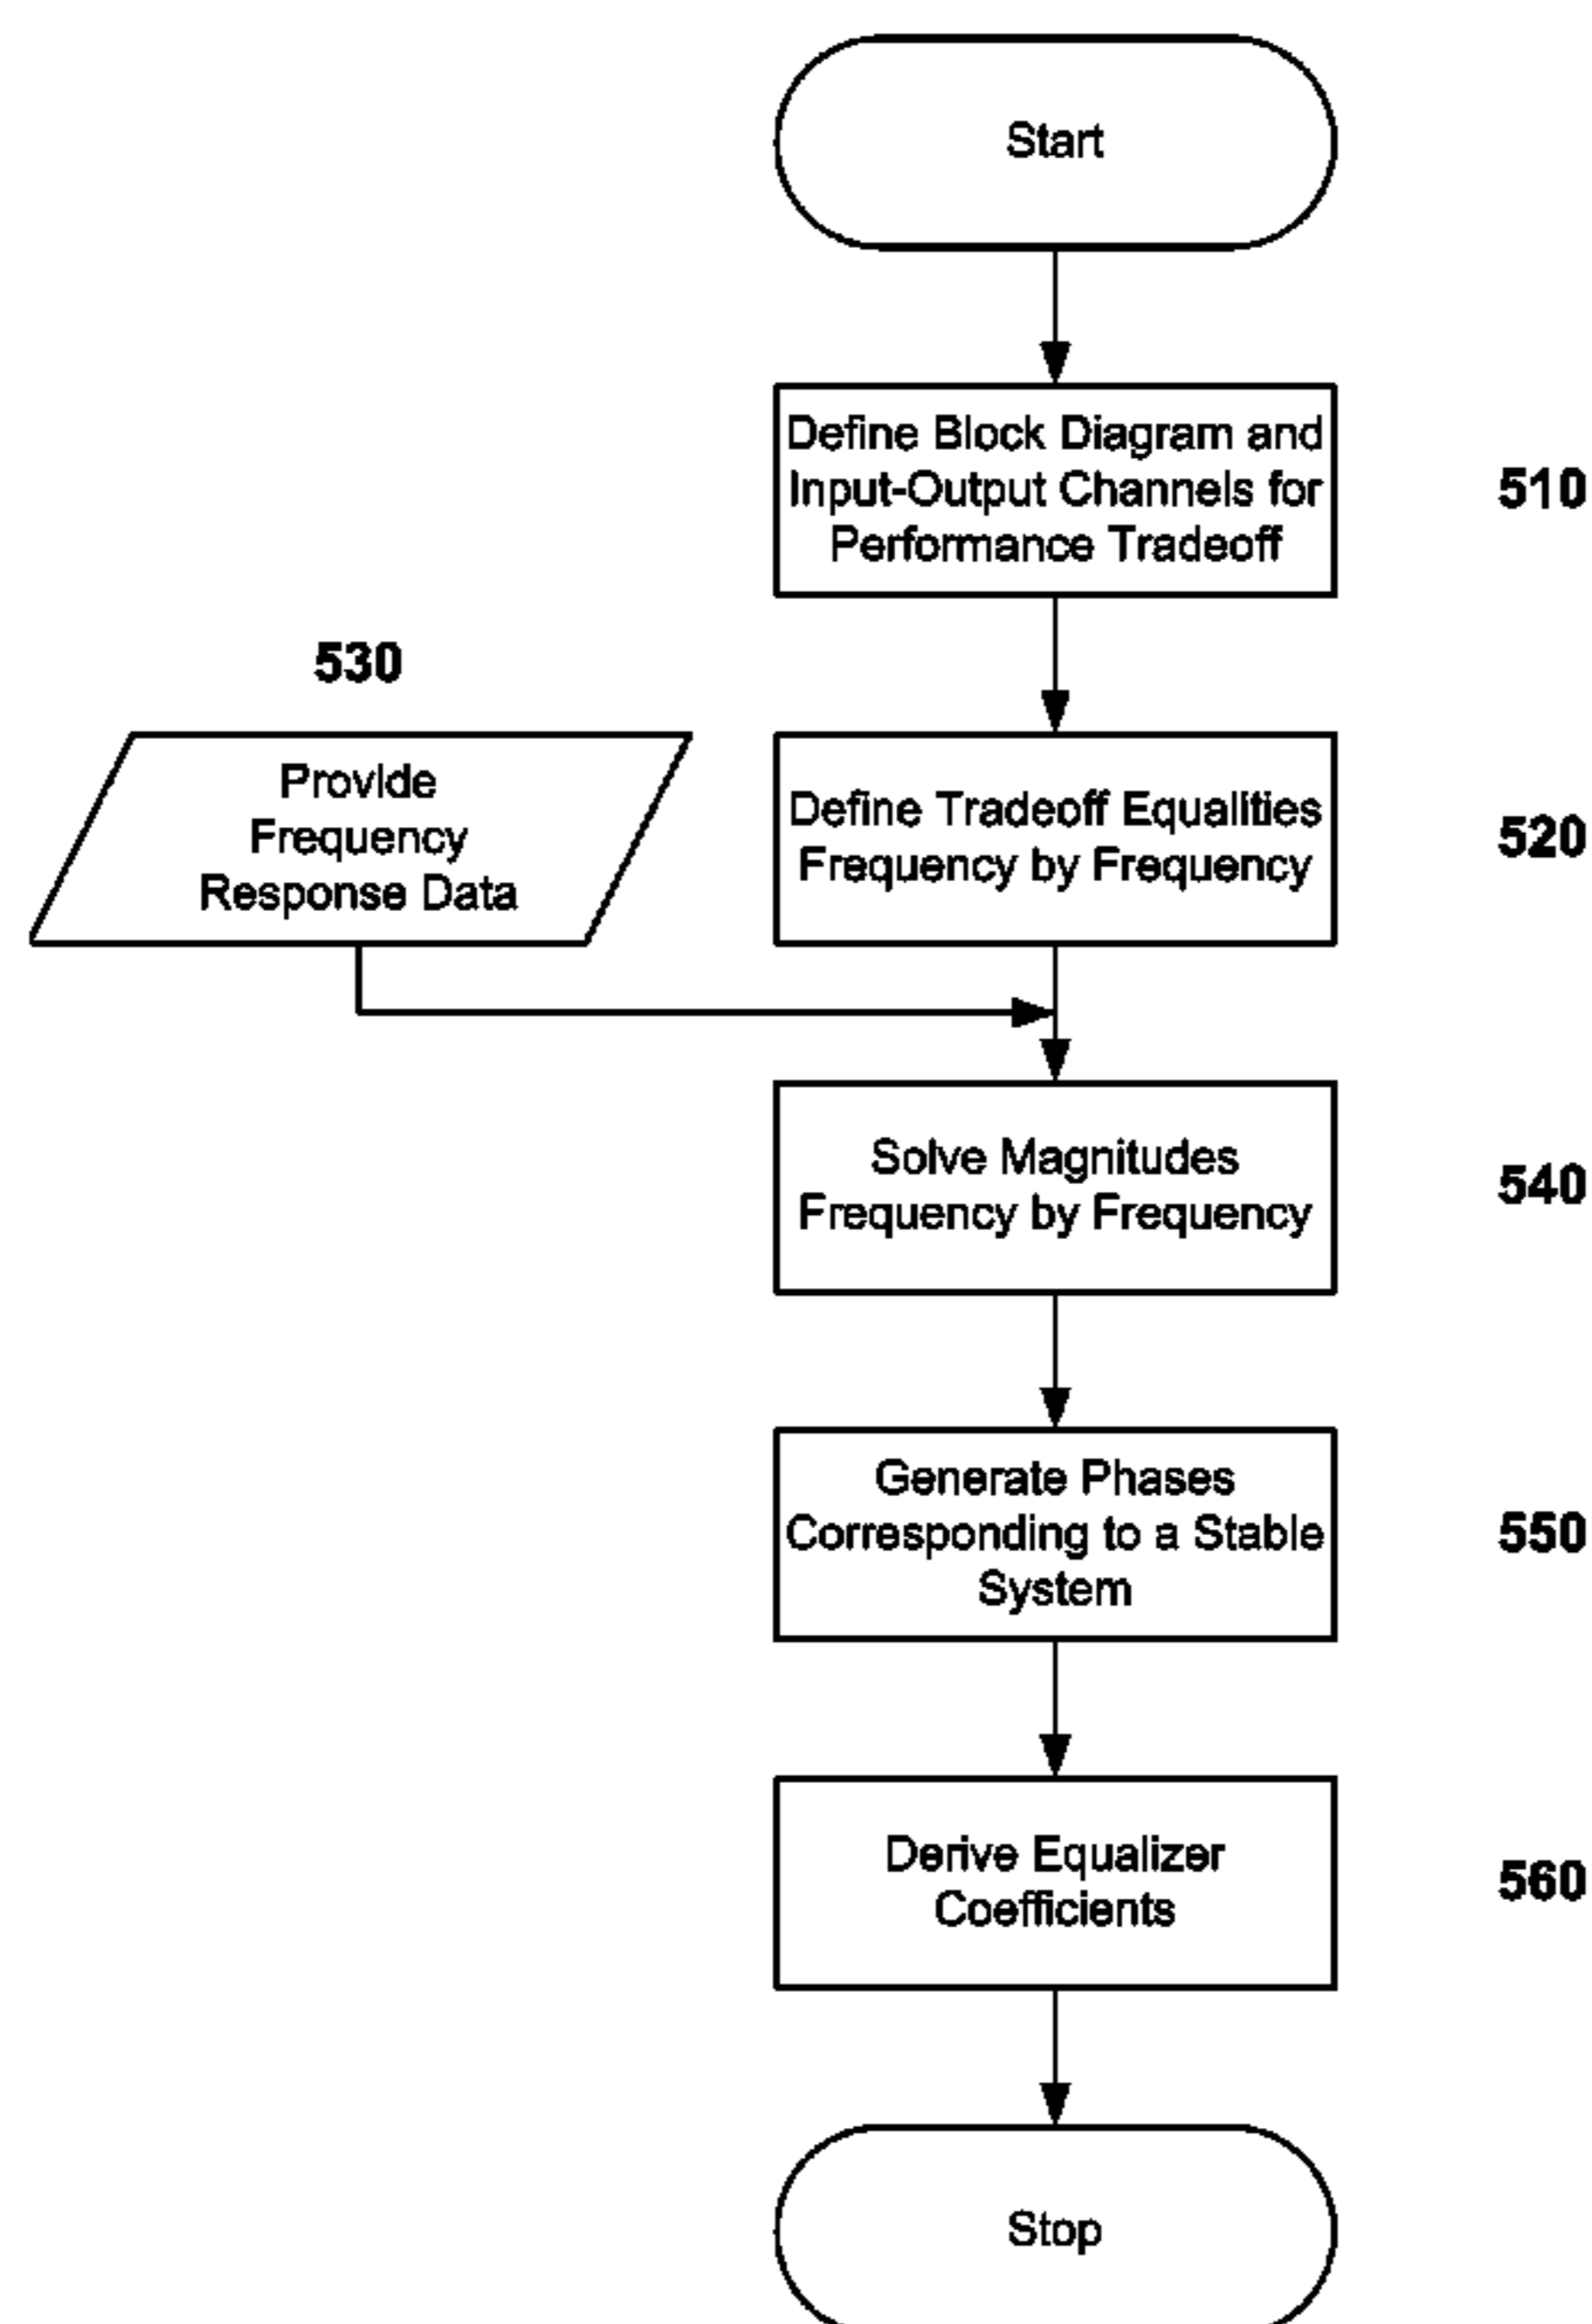 Start
Define Block Diagram and
Input-Output Channels for
Performance Tradeoff
510
530
Provide
Frequency
Response Data
Define Tradeoff Equalities
Frequency by Frequency
520
Solve Magnitudes
Frequency by Frequency
540
Generate Phases
Corresponding to a Stable
System
550
Derive Equalizer
Coefficients
560
Stop